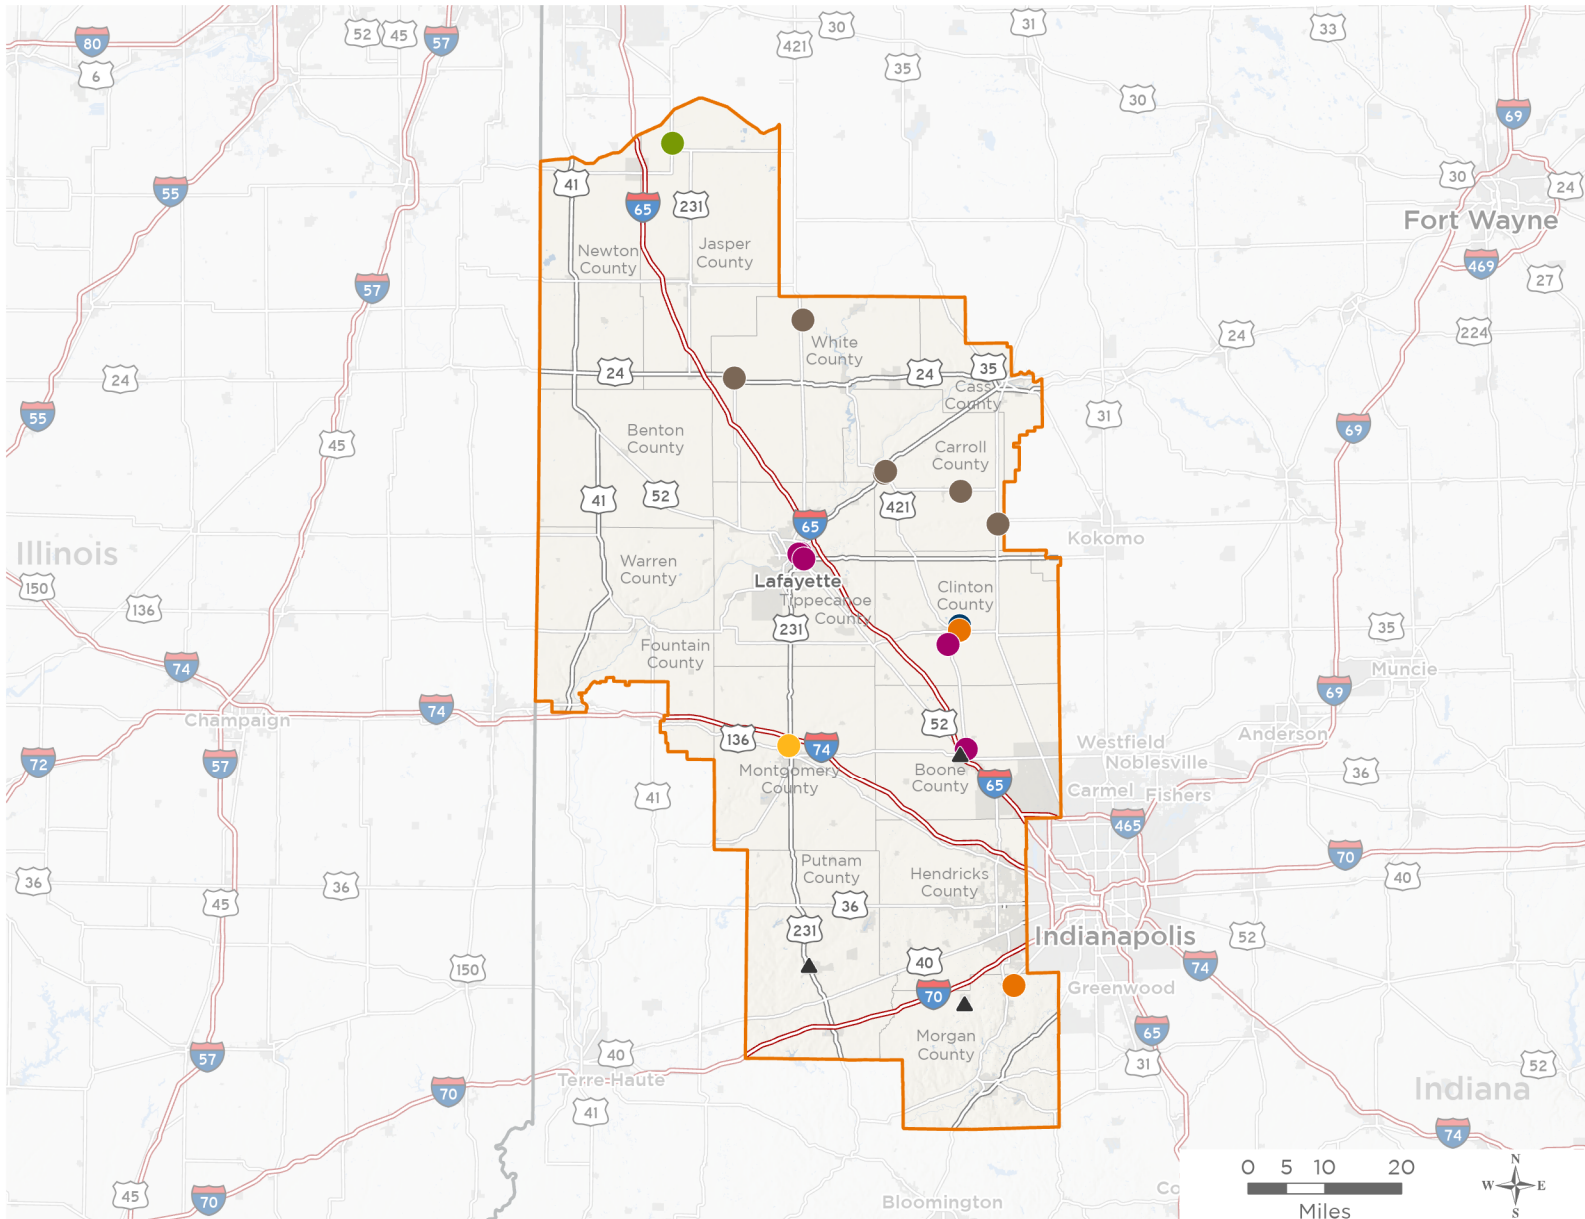 80
6
52
45
57
421
30
31
35
30
33
69
55
41
65
231
30
24
Fort Wayne
Newton
County
Jasper
County
469
27
57
White
County
24
224
24
24
24
35
Cass
County
55
45
31
69
Benton
County
Carroll
County
41
52
421
65
Kokomo
Illinois
150
136
Warren
County
Lafayette
Tippecanoe
County
Clinton
County
231
35
74
Fountain
County
Muncie
69
74
Champaign
52
136
74
Anderson
Westfield
Noblesville
72
57
Montgomery
County
Boone
County
65
36
41
Carmel
Fishers
465
70
36
45
36
Putnam
County
Hendricks
County
40
36
231
Indianapolis
52
150
40
74
70
Greenwood
Morgan
County
65
57
40
31
52
70
Terre Haute
Indiana
41
74
45
70
Bloomington
Co
0 5 10 20
Miles
N
W E
S